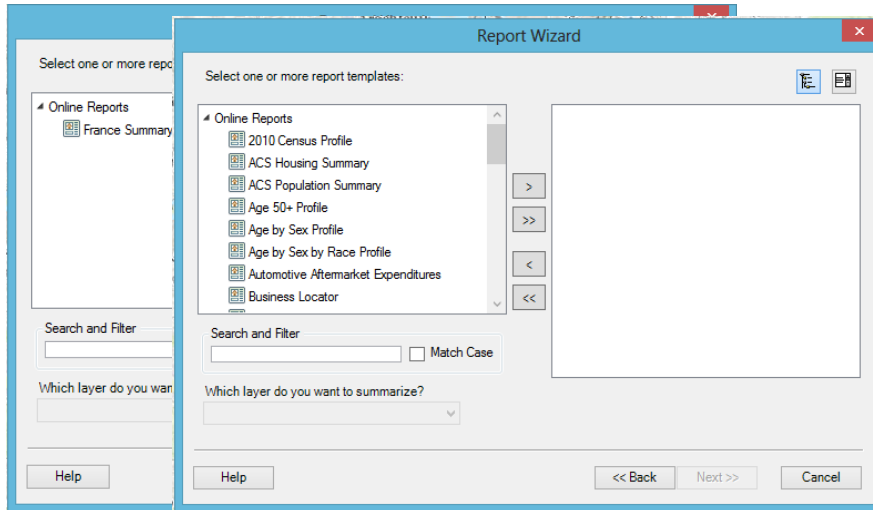 Select one or more repo
Online Reports
France Summary
Search and Filter
Which layer do you wan
Help
Report Wizard
Select one or more report templates:
Online Reports
2010 Census Profile
ACS Housing Summary
ACS Population Summary
Age 50+ Profile
Age by Sex Profile
Age by Sex by Race Profile
Automotive Aftermarket Expenditures
Business Locator
>
>>
<
<<
Search and Filter
Match Case
Which layer do you want to summarize?
Help
<< Back
Next >>
Cancel